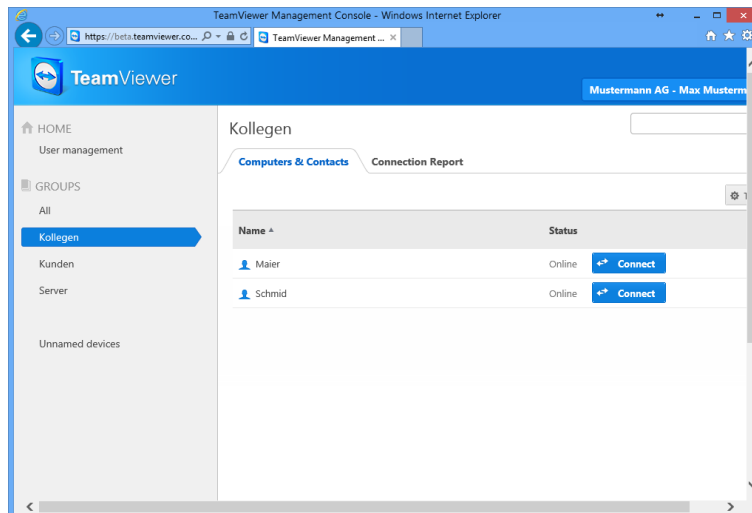 TeamViewer Management Console - Windows Internet Explorer
https://beta.teamviewer.co...
TeamViewer Management ...
TeamViewer
Mustermann AG - Max Musterm
HOME
User management
GROUPS
All
Kollegen
Kunden
Server
Unnamed devices
Kollegen
Computers & Contacts
Connection Report
Name
Status
Maier
Online
Connect
Schmid
Online
Connect